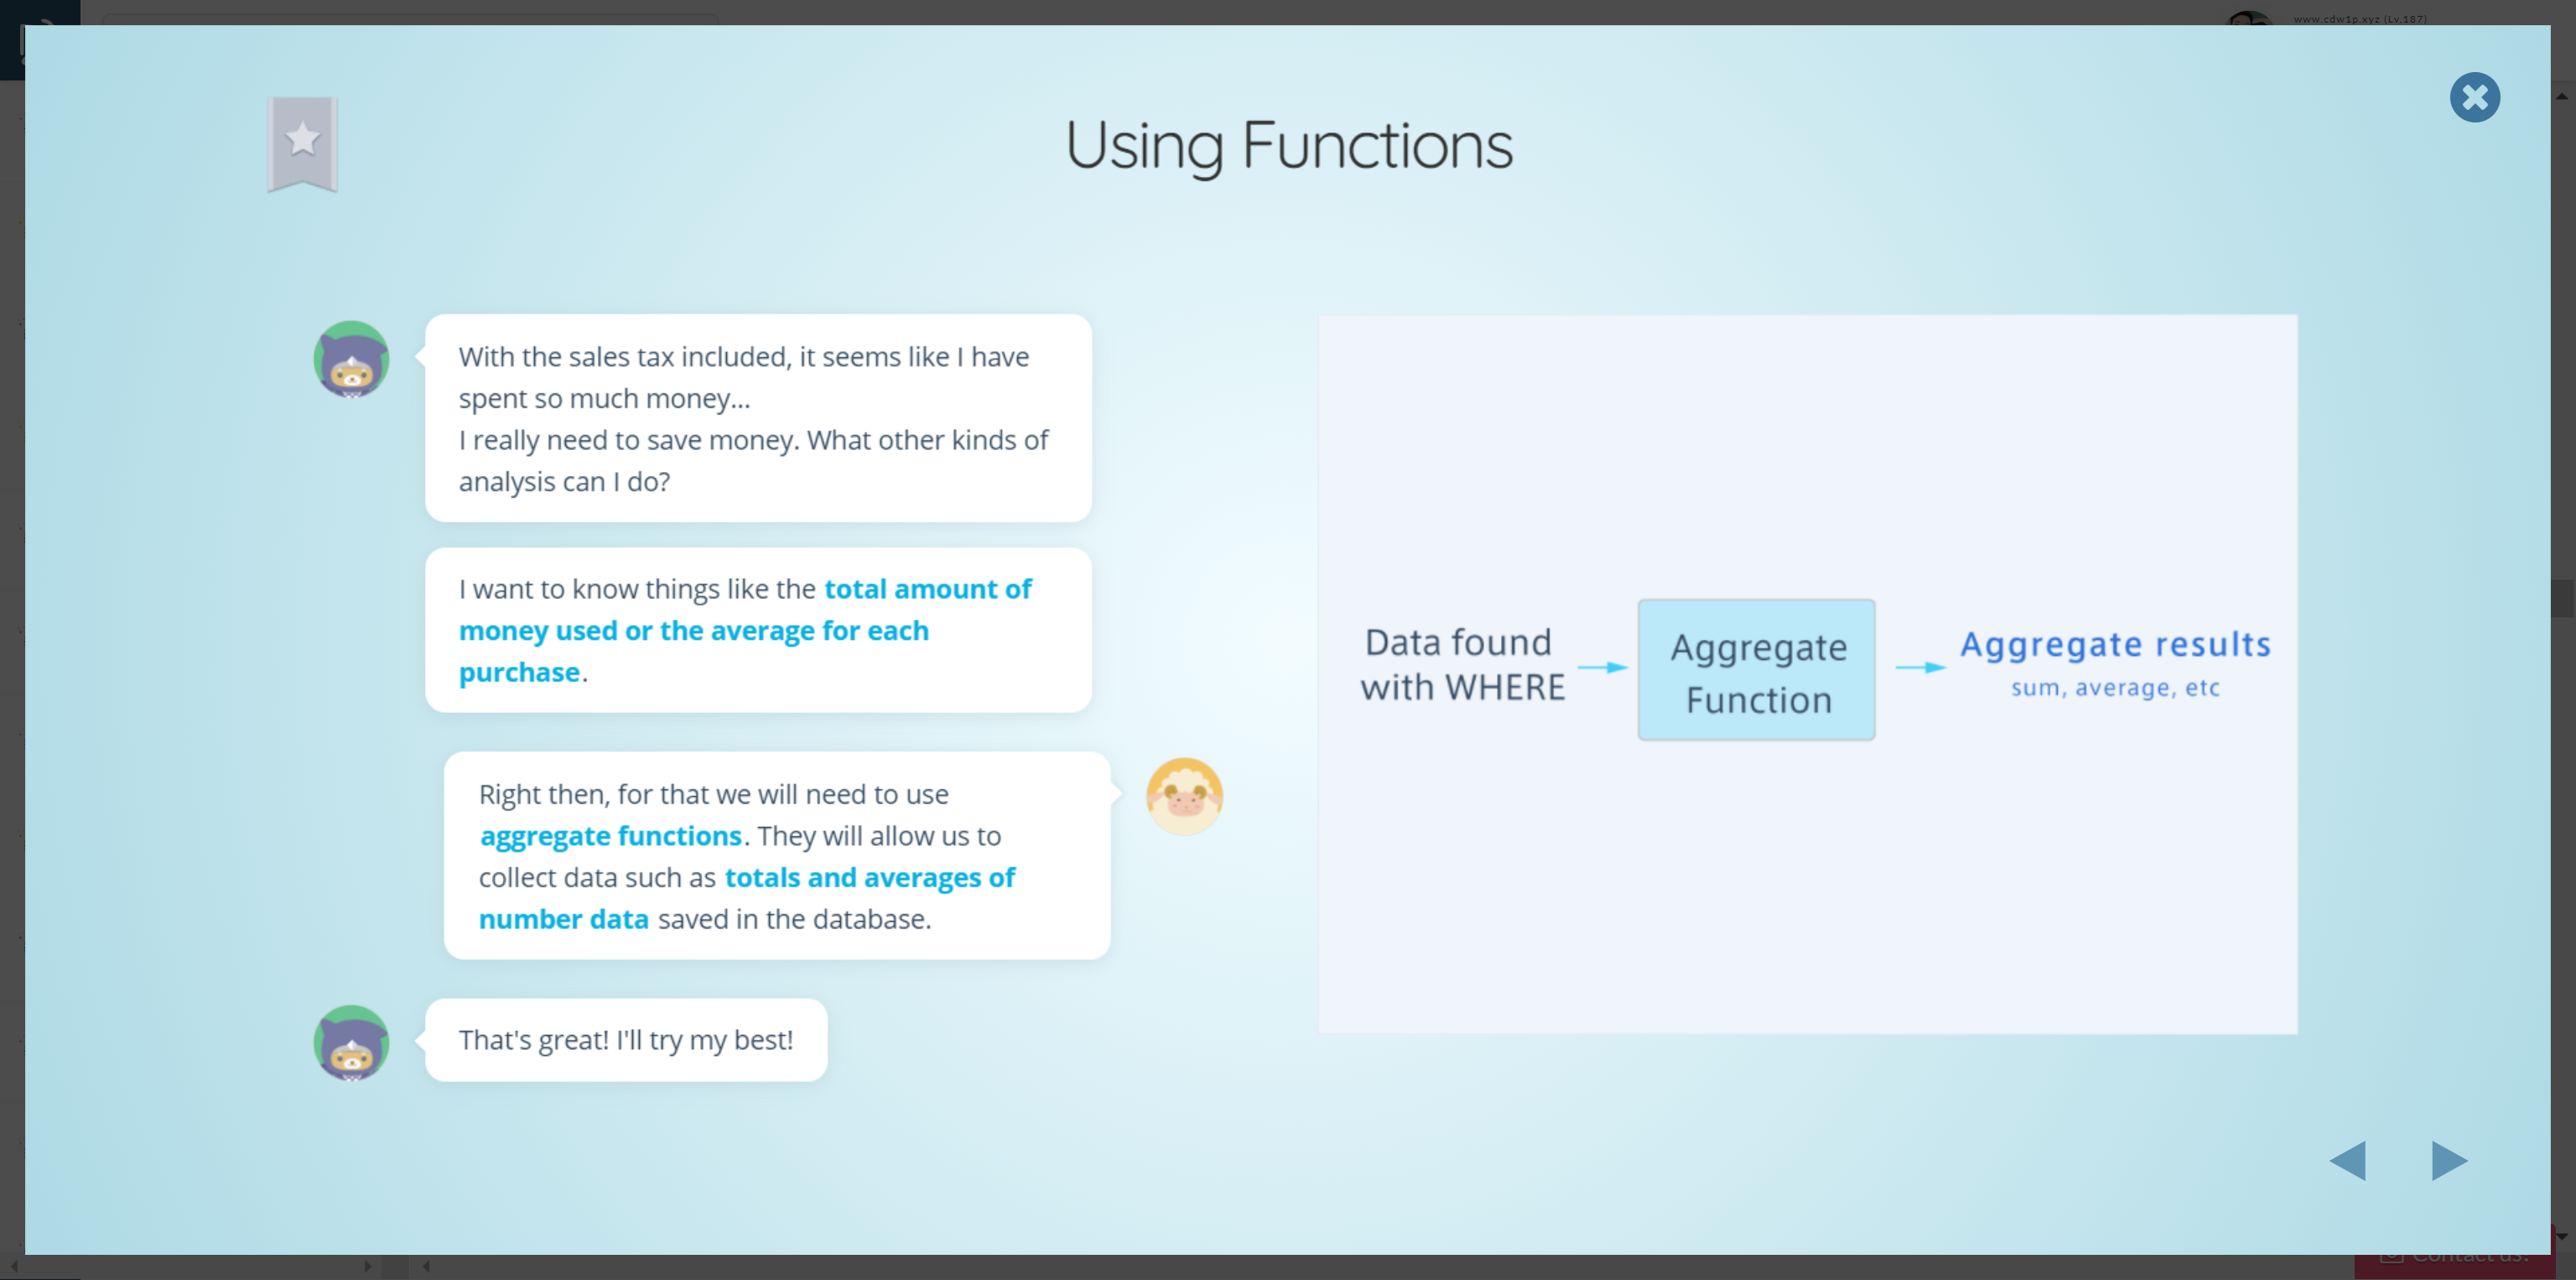 www.cdw1p.xyz (Lv.187)
Using Functions
With the sales tax included, it seems like I have
spent so much money...
I really need to save money. What other kinds of
analysis can I do?
I want to know things like the total amount of
money used or the average for each
purchase.
Right then, for that we will need to use
aggregate functions. They will allow us to
collect data such as totals and averages of
number data saved in the database.
That's great! I'll try my best!
Data found
with WHERE
Aggregate
Function
Aggregate results
sum, average, etc
Contact us!